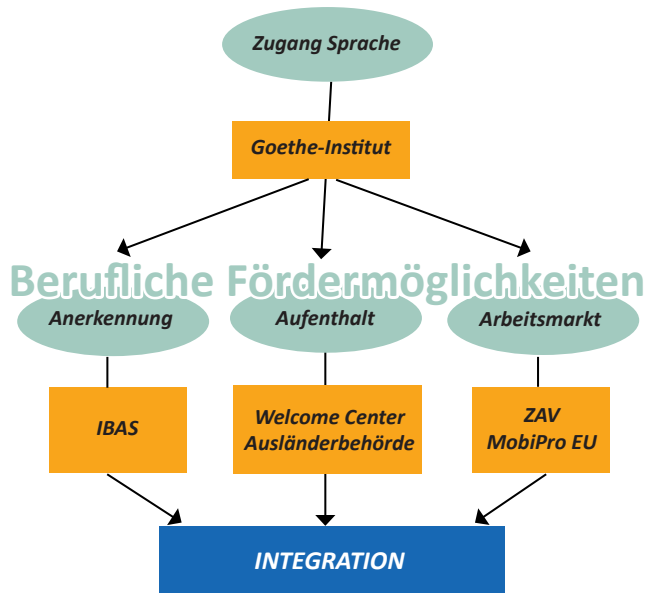 Zugang Sprache
Goethe-Institut
Berufliche Fördermöglichkeiten
Anerkennung
Aufenthalt
Arbeitsmarkt
IBAS
Welcome Center
Ausländerbehörde
ZAV
MobiPro EU
INTEGRATION